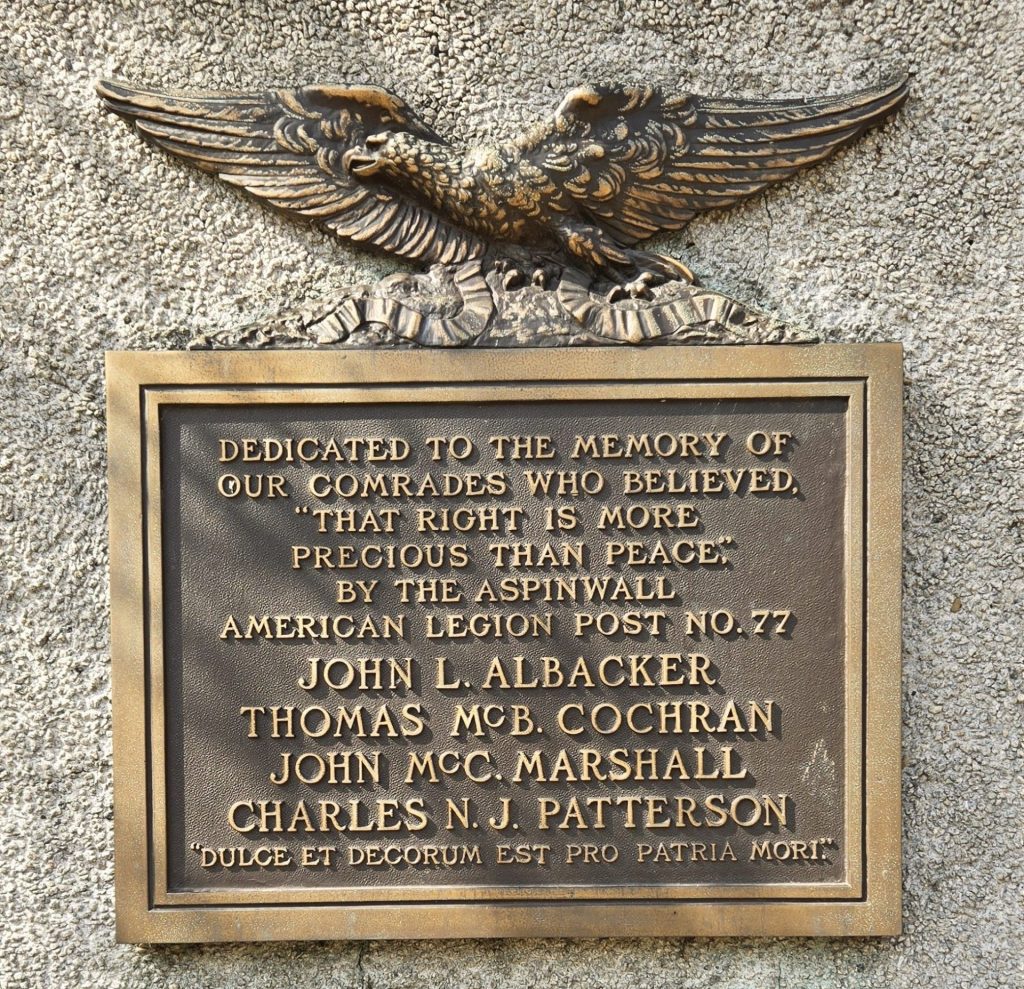 DEDICATED TO THE MEMORY OF
OUR COMRADES WHO BELIEVED,
"THAT RIGHT IS MORE
PRECIOUS THAN PEACE,"
BY THE ASPINWALL
AMERICAN LEGION POST NO. 77
JOHN L. ALBACKER
THOMAS McB. COCHRAN
JOHN McC. MARSHALL
CHARLES N. J. PATTERSON
"DULCE ET DECORUM EST PRO PATRIA MORI."